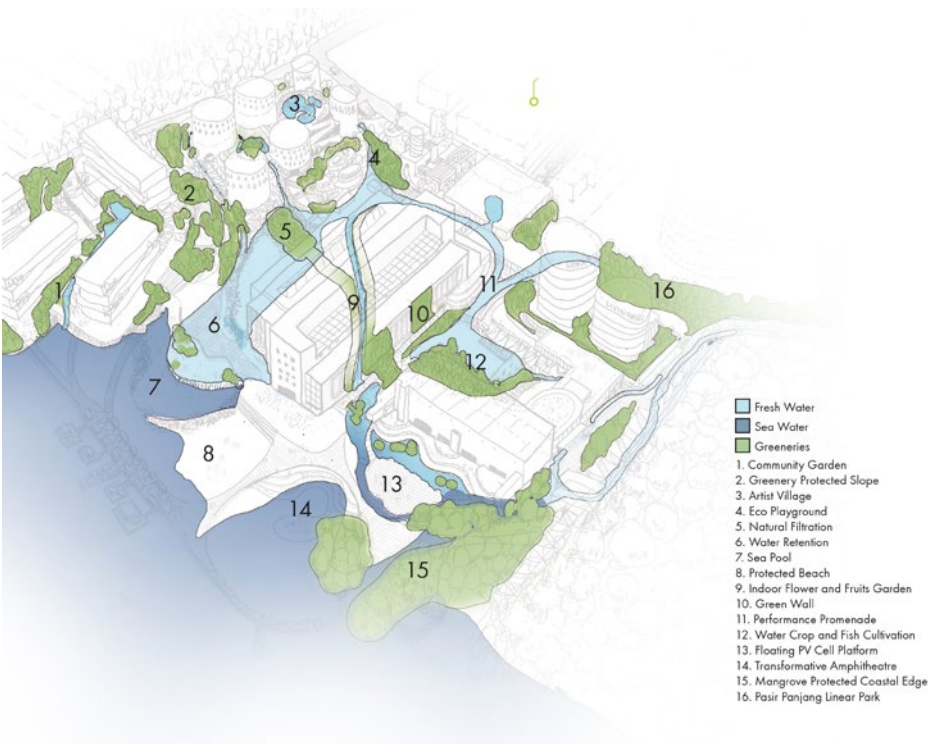 3
4
2
5
1
16
11
9
10
6
12
7
8
13
14
15
Fresh Water
Sea Water
Greeneries
1. Community Garden
2. Greenery Protected Slope
3. Artist Village
4. Eco Playground
5. Natural Filtration
6. Water Retention
7. Sea Pool
8. Protected Beach
9. Indoor Flower and Fruits Garden
10. Green Wall
11. Performance Promenade
12. Water Crop and Fish Cultivation
13. Floating PV Cell Platform
14. Transformative Amphitheatre
15. Mangrove Protected Coastal Edge
16. Pasir Panjang Linear Park